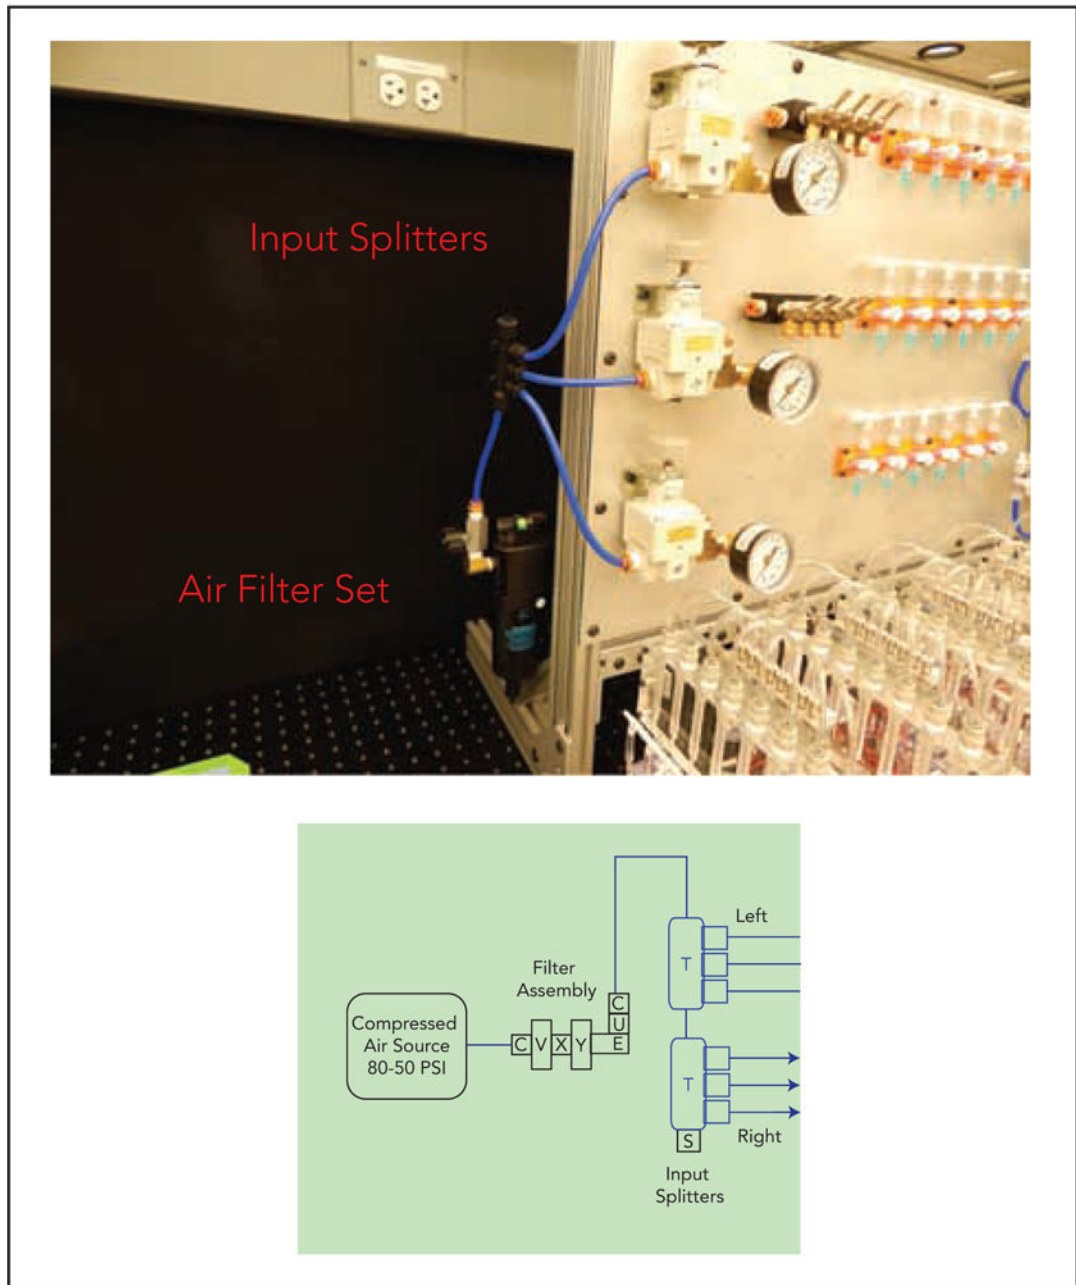 Input Splitters
Air Filter Set
Left
T
Filter
Assembly
C
U
Compressed
Air Source
80-50 PSI
C V X Y E
T
Right
S
Input
Splitters